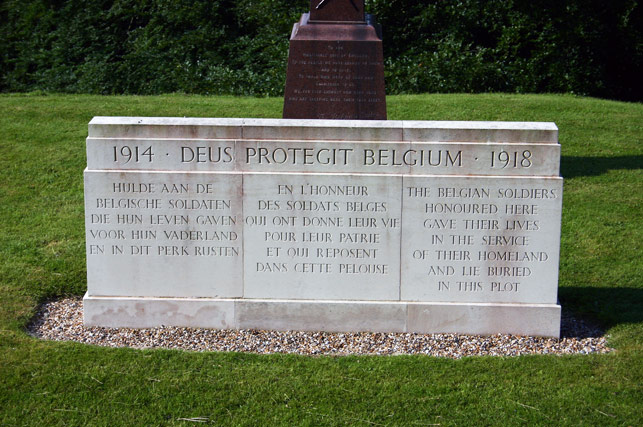 1914 · DEUS PROTEGIT BELGIUM · 1918
HULDE AAN DE
BELGISCHE SOLDATEN
DIE HUN LEVEN GAVEN
VOOR HUN VADERLAND
EN IN DIT PERK RUSTEN
EN L'HONNEUR
DES SOLDATS BELGES
QUI ONT DONNE LEUR VIE
POUR LEUR PATRIE
ET QUI REPOSENT
DANS CETTE PELOUSE
THE BELGIAN SOLDIERS
HONOURED HERE
GAVE THEIR LIVES
IN THE SERVICE
OF THEIR HOMELAND
AND LIE BURIED
IN THIS PLOT